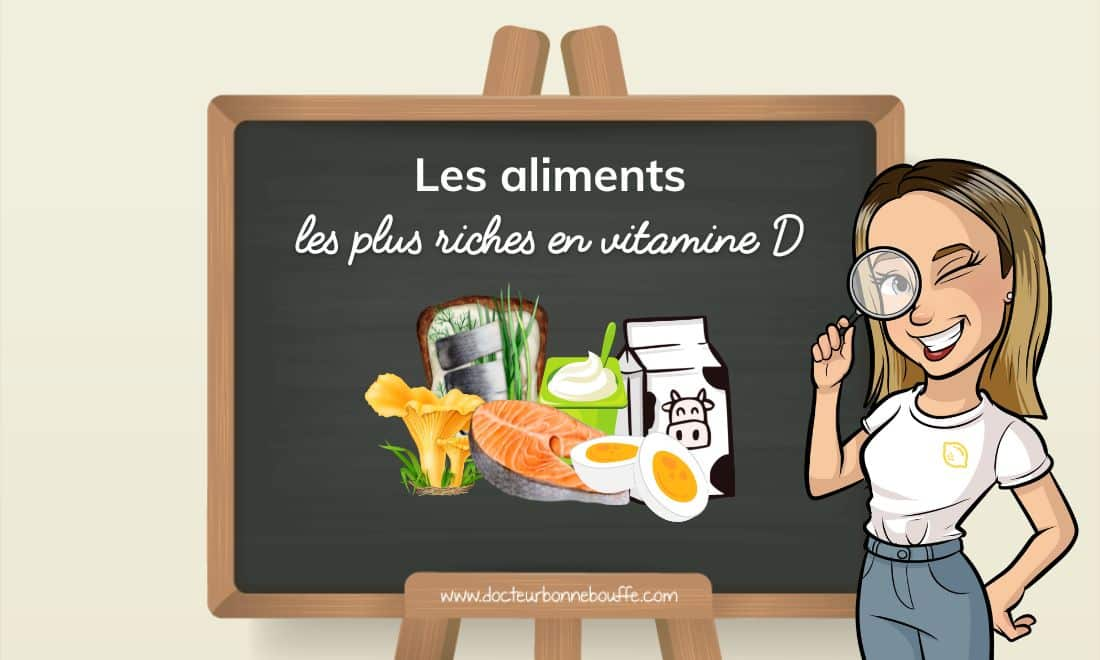 Les aliments
les plus riches en vitamine D
www.docteurbonnebouffe.com